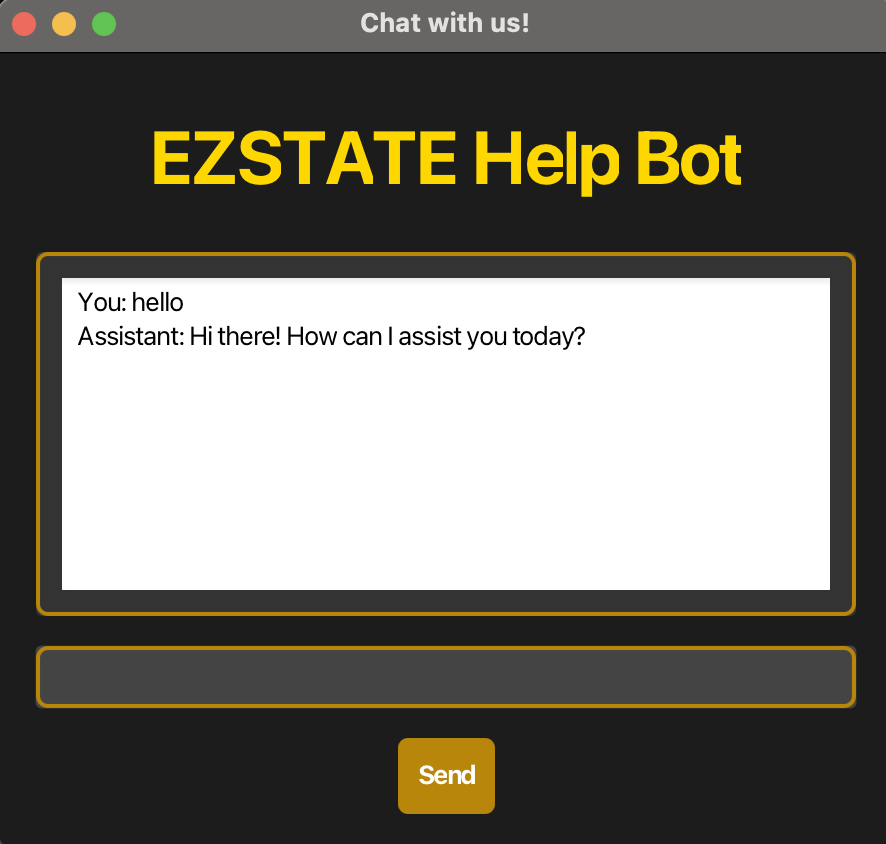 Chat with us!
EZSTATE Help Bot
You: hello
Assistant: Hi there! How can I assist you today?
Send